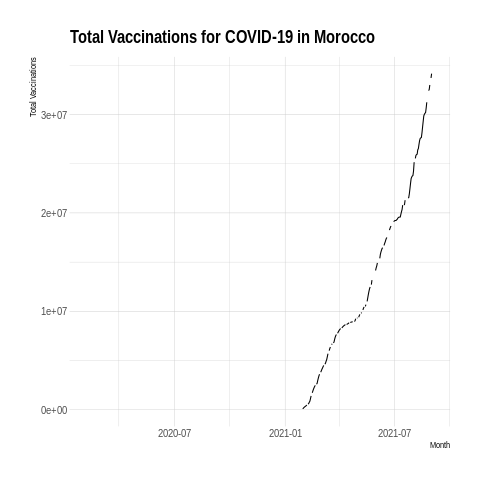 Total Vaccinations for COVID-19 in Morocco
Total Vaccinations
3e+07
2e+07
1e+07
0e+00
2020-07
2021-01
2021-07
Month